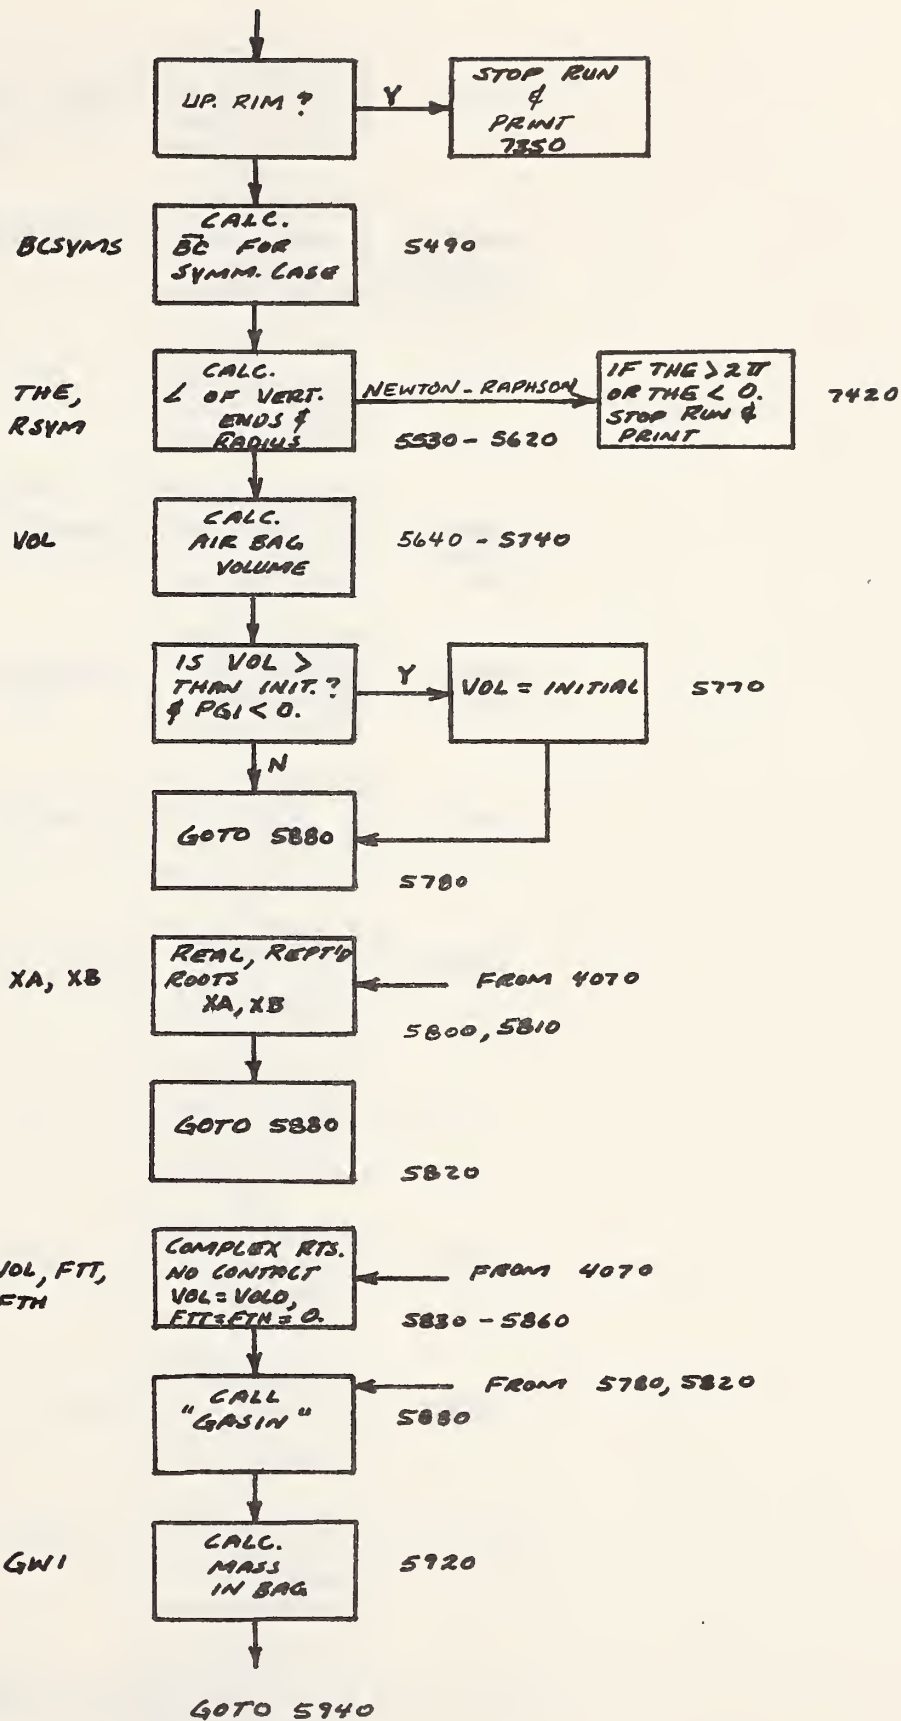 UP. RIM ?
Y
STOP RUN
&
PRINT
7350
BCSYMS
CALC.
BC FOR
SYMM. CASE
5490
THE,
RSYM
CALC.
∠ OF VERT.
ENDS &
RADIUS
NEWTON-RAPHSON
5530 - 5620
IF THE > 2π
OR THE < 0.
STOP RUN &
PRINT
7420
VOL
CALC.
AIR BAG
VOLUME
5640 - 5740
IS VOL >
THAN INIT. ?
& PGI < 0.
Y
VOL = INITIAL
5770
N
GOTO 5880
5780
XA, XB
REAL, REPT'D
ROOTS
XA, XB
FROM 4070
5800, 5810
GOTO 5880
5820
VOL, FTT,
FTH
COMPLEX RTS.
NO CONTACT
VOL = VOLO,
FTT = FTH = 0.
FROM 4070
5830 - 5860
CALL
"GASIN"
FROM 5780, 5820
5880
GWI
CALC.
MASS
IN BAG
5920
GOTO 5940